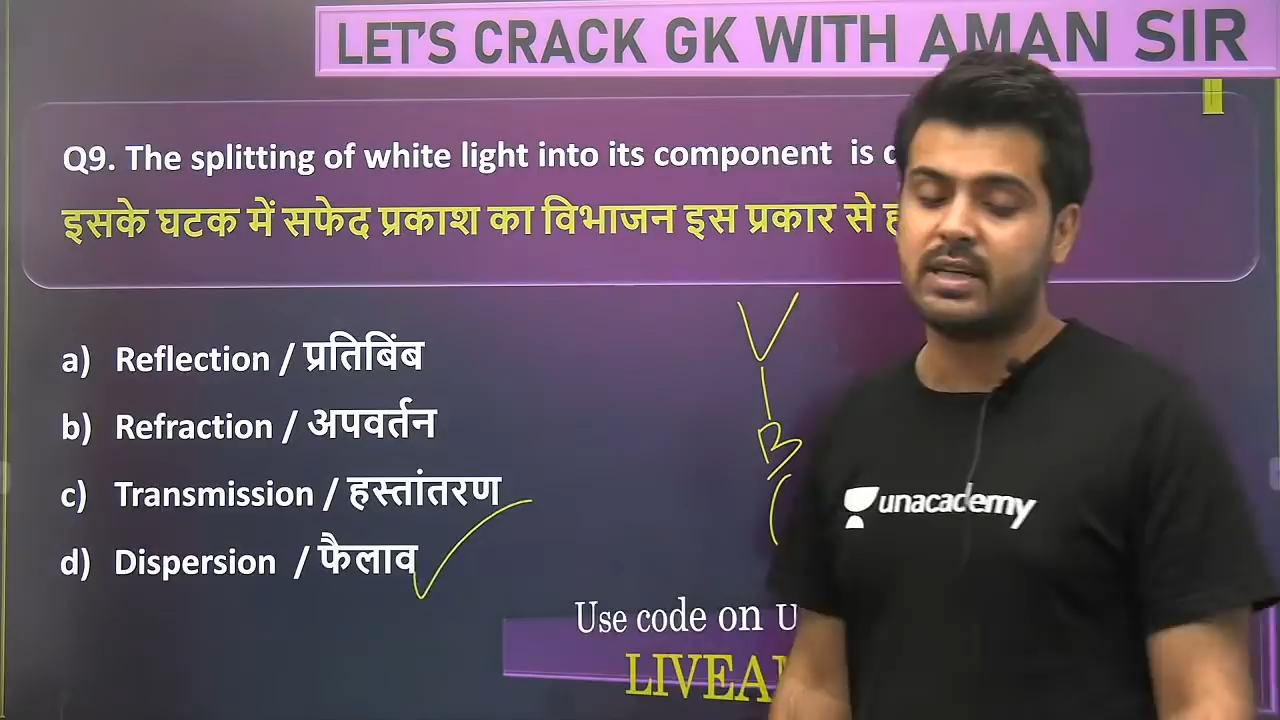 LET'S CRACK GK WITH AMAN SIR
Q9. The splitting of white light into its component is
इसके घटक में सफेद प्रकाश का विभाजन इस प्रकार से
a) Reflection / प्रतिबिंब
b) Refraction / अपवर्तन
c) Transmission / हस्तांतरण
d) Dispersion / फैलाव
V
I
B
unacademy
Use code on
LIVEA